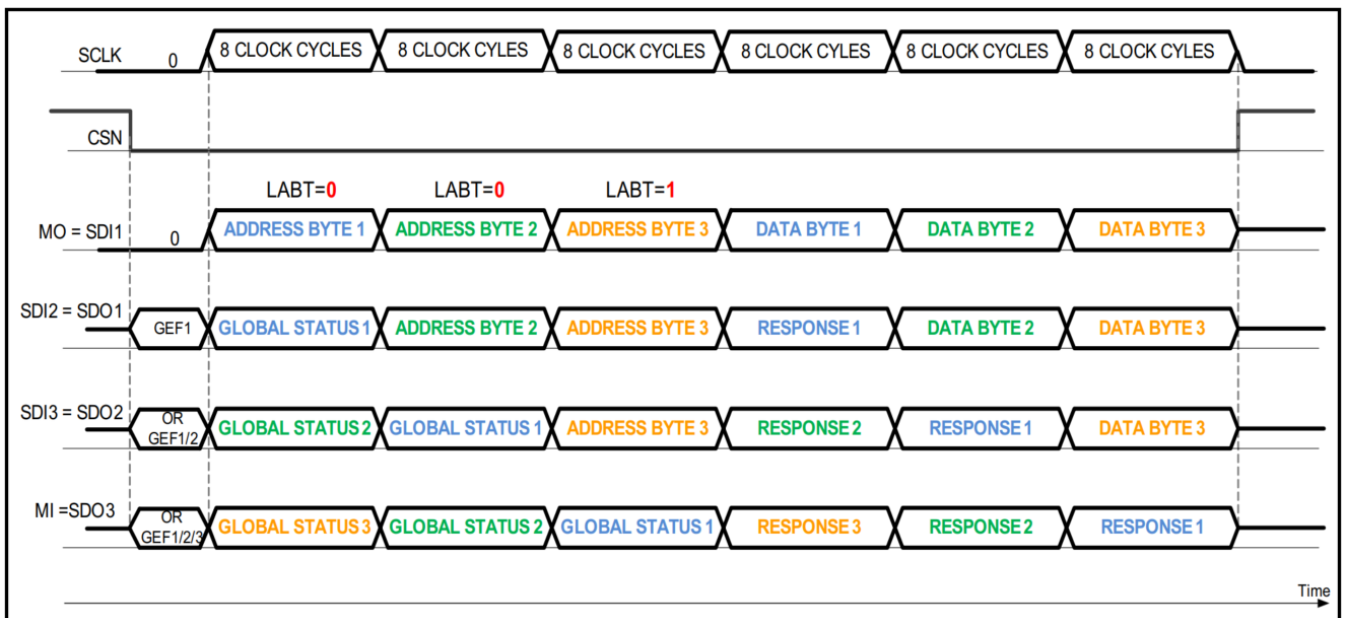 SCLK 0 8 CLOCK CYCLES 8 CLOCK CYLES 8 CLOCK CYCLES 8 CLOCK CYLES 8 CLOCK CYCLES 8 CLOCK CYLES
CSN
LABT=0 LABT=0 LABT=1
MO = SDI1 0 ADDRESS BYTE 1 ADDRESS BYTE 2 ADDRESS BYTE 3 DATA BYTE 1 DATA BYTE 2 DATA BYTE 3
SDI2 = SDO1 GEF1 GLOBAL STATUS 1 ADDRESS BYTE 2 ADDRESS BYTE 3 RESPONSE 1 DATA BYTE 2 DATA BYTE 3
SDI3 = SDO2 OR GEF1/2 GLOBAL STATUS 2 GLOBAL STATUS 1 ADDRESS BYTE 3 RESPONSE 2 RESPONSE 1 DATA BYTE 3
MI =SDO3 OR GEF1/2/3 GLOBAL STATUS 3 GLOBAL STATUS 2 GLOBAL STATUS 1 RESPONSE 3 RESPONSE 2 RESPONSE 1
Time